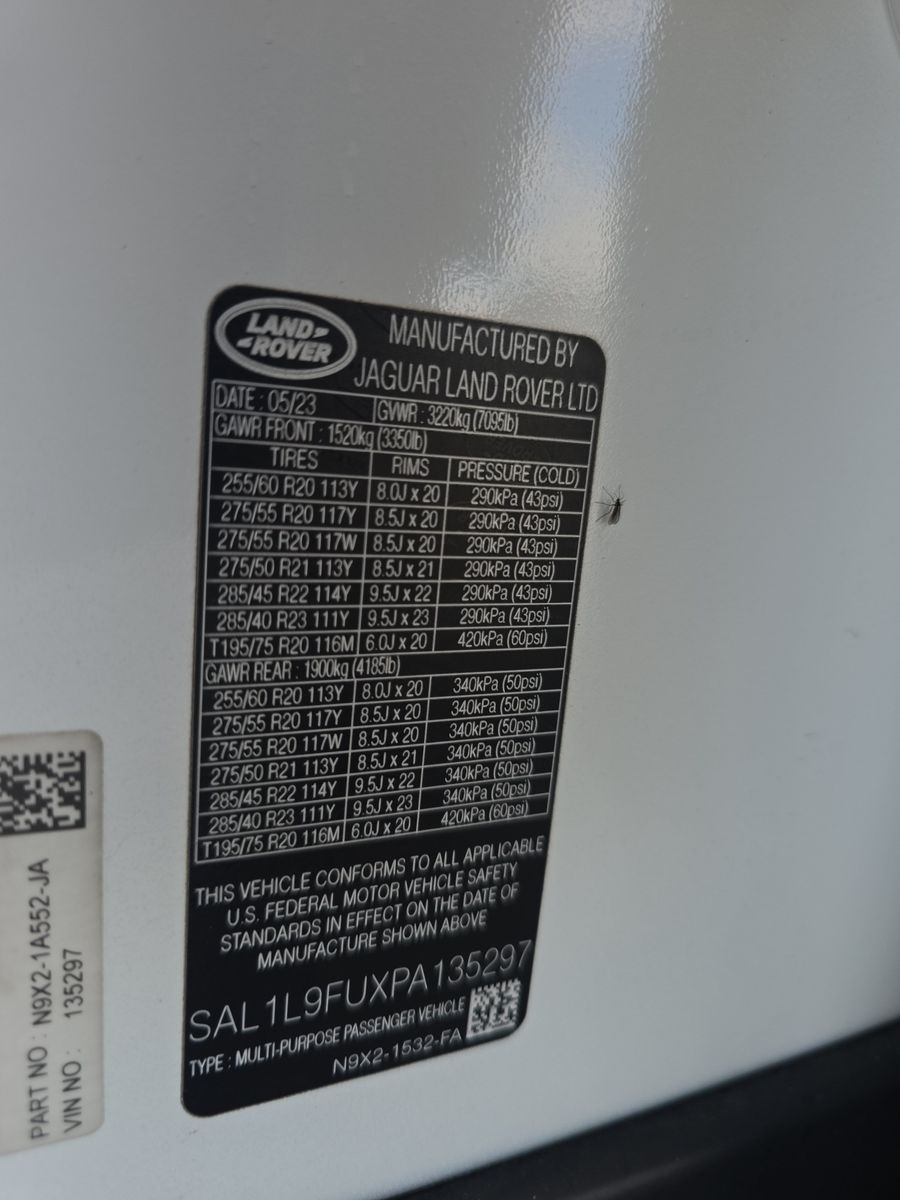 LAND ROVER
MANUFACTURED BY
JAGUAR LAND ROVER LTD
DATE : 05/23 GVWR : 3220kg (7095lb)
GAWR FRONT : 1520kg (3350lb)
TIRES RIMS PRESSURE (COLD)
255/60 R20 113Y 8.0J x 20 290kPa (43psi)
275/55 R20 117Y 8.5J x 20 290kPa (43psi)
275/55 R20 117W 8.5J x 20 290kPa (43psi)
275/50 R21 113Y 8.5J x 21 290kPa (43psi)
285/45 R22 114Y 9.5J x 22 290kPa (43psi)
285/40 R23 111Y 9.5J x 23 290kPa (43psi)
T195/75 R20 116M 6.0J x 20 420kPa (60psi)
GAWR REAR : 1900kg (4185lb)
255/60 R20 113Y 8.0J x 20 340kPa (50psi)
275/55 R20 117Y 8.5J x 20 340kPa (50psi)
275/55 R20 117W 8.5J x 20 340kPa (50psi)
275/50 R21 113Y 8.5J x 21 340kPa (50psi)
285/45 R22 114Y 9.5J x 22 340kPa (50psi)
285/40 R23 111Y 9.5J x 23 340kPa (50psi)
T195/75 R20 116M 6.0J x 20 420kPa (60psi)
THIS VEHICLE CONFORMS TO ALL APPLICABLE
U.S. FEDERAL MOTOR VEHICLE SAFETY
STANDARDS IN EFFECT ON THE DATE OF
MANUFACTURE SHOWN ABOVE
SAL1L9FUXPA135297
TYPE : MULTI-PURPOSE PASSENGER VEHICLE
N9X2-1532-FA
PART NO : N9X2-1A552-JA
VIN NO : 135297